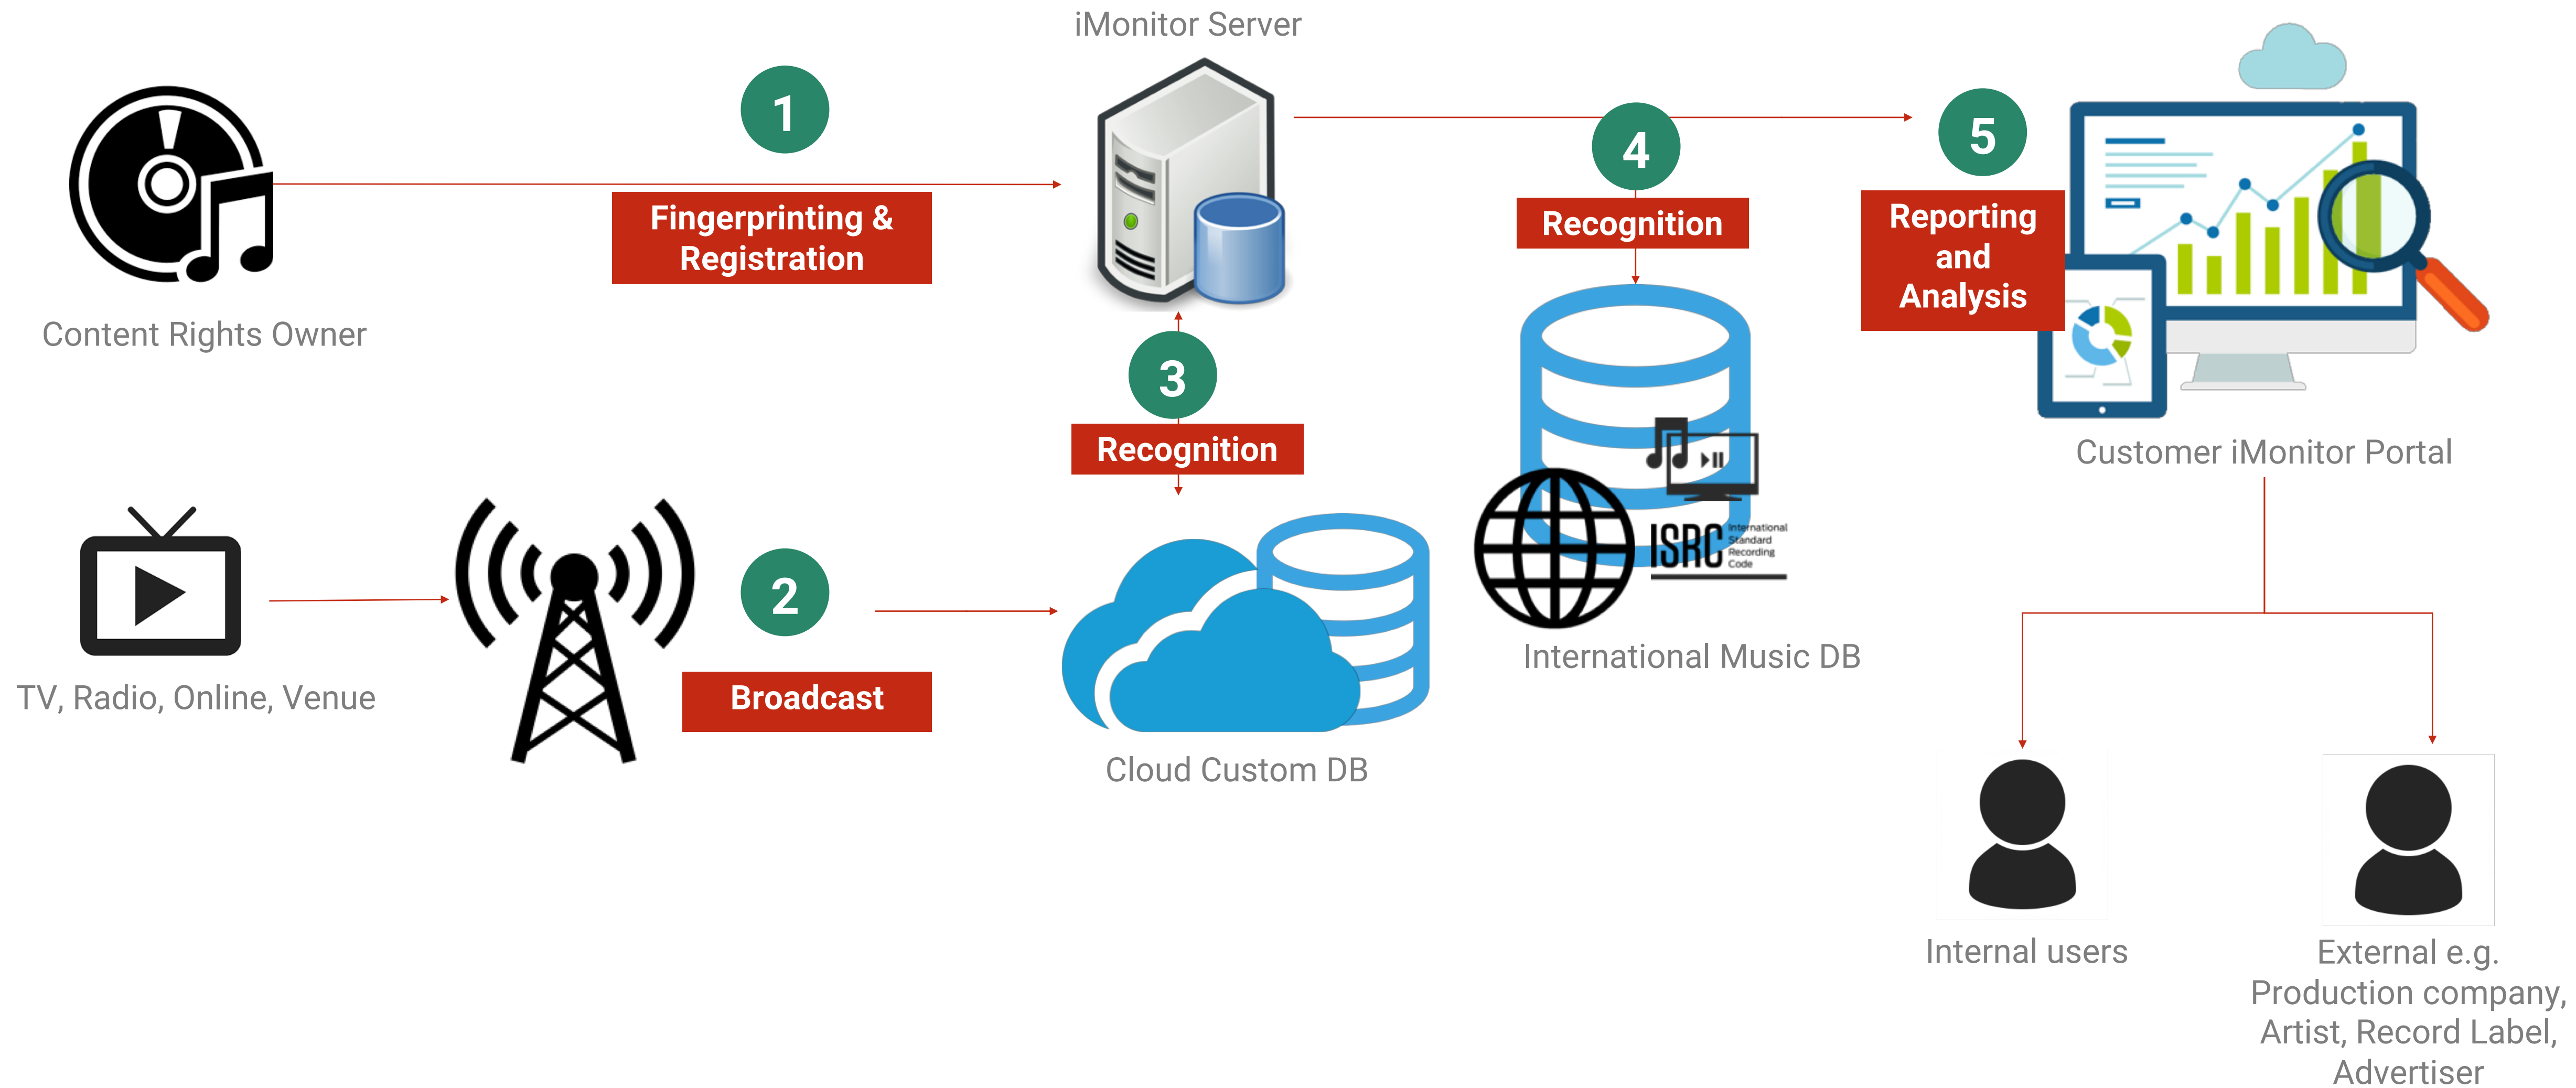 iMonitor Server
1
4
5
Fingerprinting &
Registration
Recognition
Reporting
and
Analysis
Content Rights Owner
3
Recognition
Customer iMonitor Portal
ISRC
International
Standard
Recording
Code
2
International Music DB
TV, Radio, Online, Venue
Broadcast
Cloud Custom DB
Internal users
External e.g.
Production company,
Artist, Record Label,
Advertiser